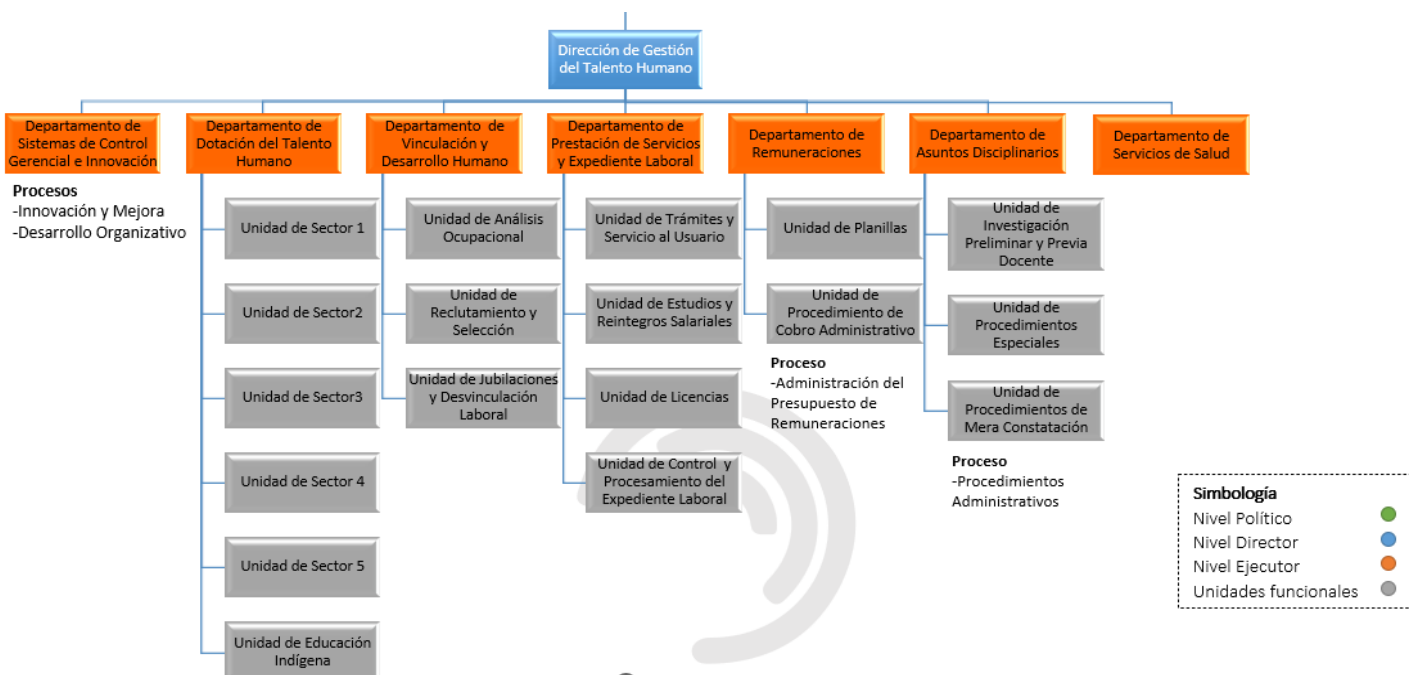 Dirección de Gestión
del Talento Humano
Departamento de
Sistemas de Control
Gerencial e Innovación
Procesos
-Innovación y Mejora
-Desarrollo Organizativo
Departamento de
Dotación del Talento
Humano
Unidad de Sector 1
Unidad de Sector2
Unidad de Sector3
Unidad de Sector 4
Unidad de Sector 5
Unidad de Educación
Indígena
Departamento de
Vinculación y
Desarrollo Humano
Unidad de Análisis
Ocupacional
Unidad de
Reclutamiento y
Selección
Unidad de Jubilaciones
y Desvinculación
Laboral
Departamento de
Prestación de Servicios
y Expediente Laboral
Unidad de Trámites y
Servicio al Usuario
Unidad de Estudios y
Reintegros Salariales
Unidad de Licencias
Unidad de Control y
Procesamiento del
Expediente Laboral
Departamento de
Remuneraciones
Unidad de Planillas
Unidad de
Procedimiento de
Cobro Administrativo
Proceso
-Administración del
Presupuesto de
Remuneraciones
Departamento de
Asuntos Disciplinarios
Unidad de
Investigación
Preliminar y Previa
Docente
Unidad de
Procedimientos
Especiales
Unidad de
Procedimientos de
Mera Constatación
Proceso
-Procedimientos
Administrativos
Departamento de
Servicios de Salud
Simbología
Nivel Político
Nivel Director
Nivel Ejecutor
Unidades funcionales